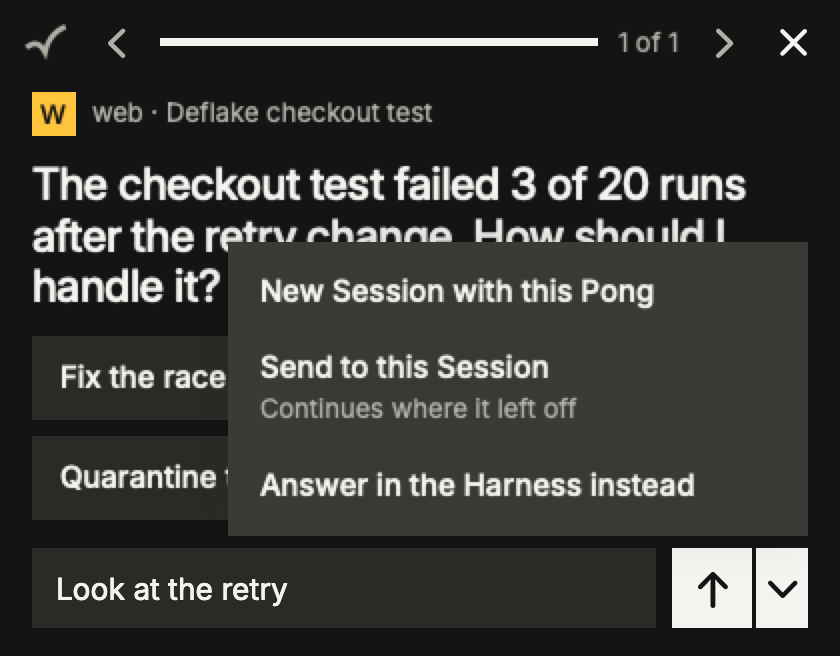 1 of 1
W
web · Deflake checkout test
The checkout test failed 3 of 20 runs
after the retry change. How should I
handle it?
New Session with this Pong
Fix the race
Send to this Session
Continues where it left off
Quarantine
Answer in the Harness instead
Look at the retry